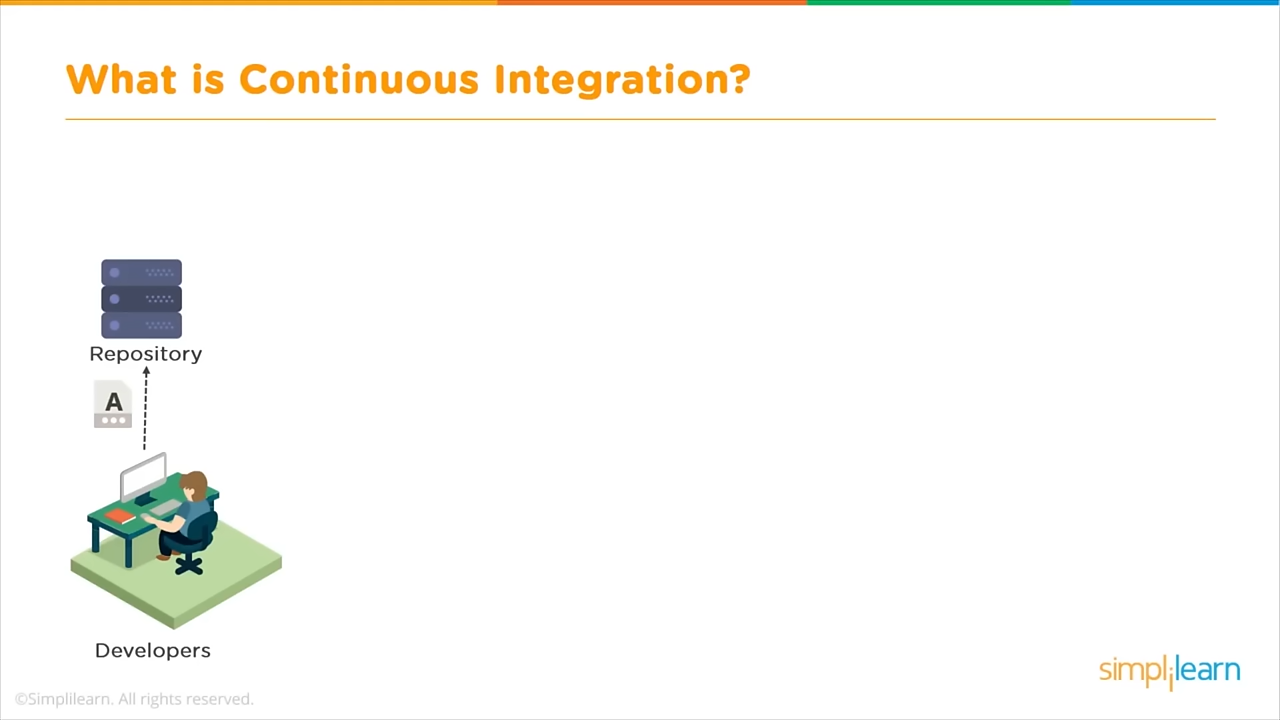 What is Continuous Integration?
Repository
A
Developers
simplilearn
©Simplilearn. All rights reserved.